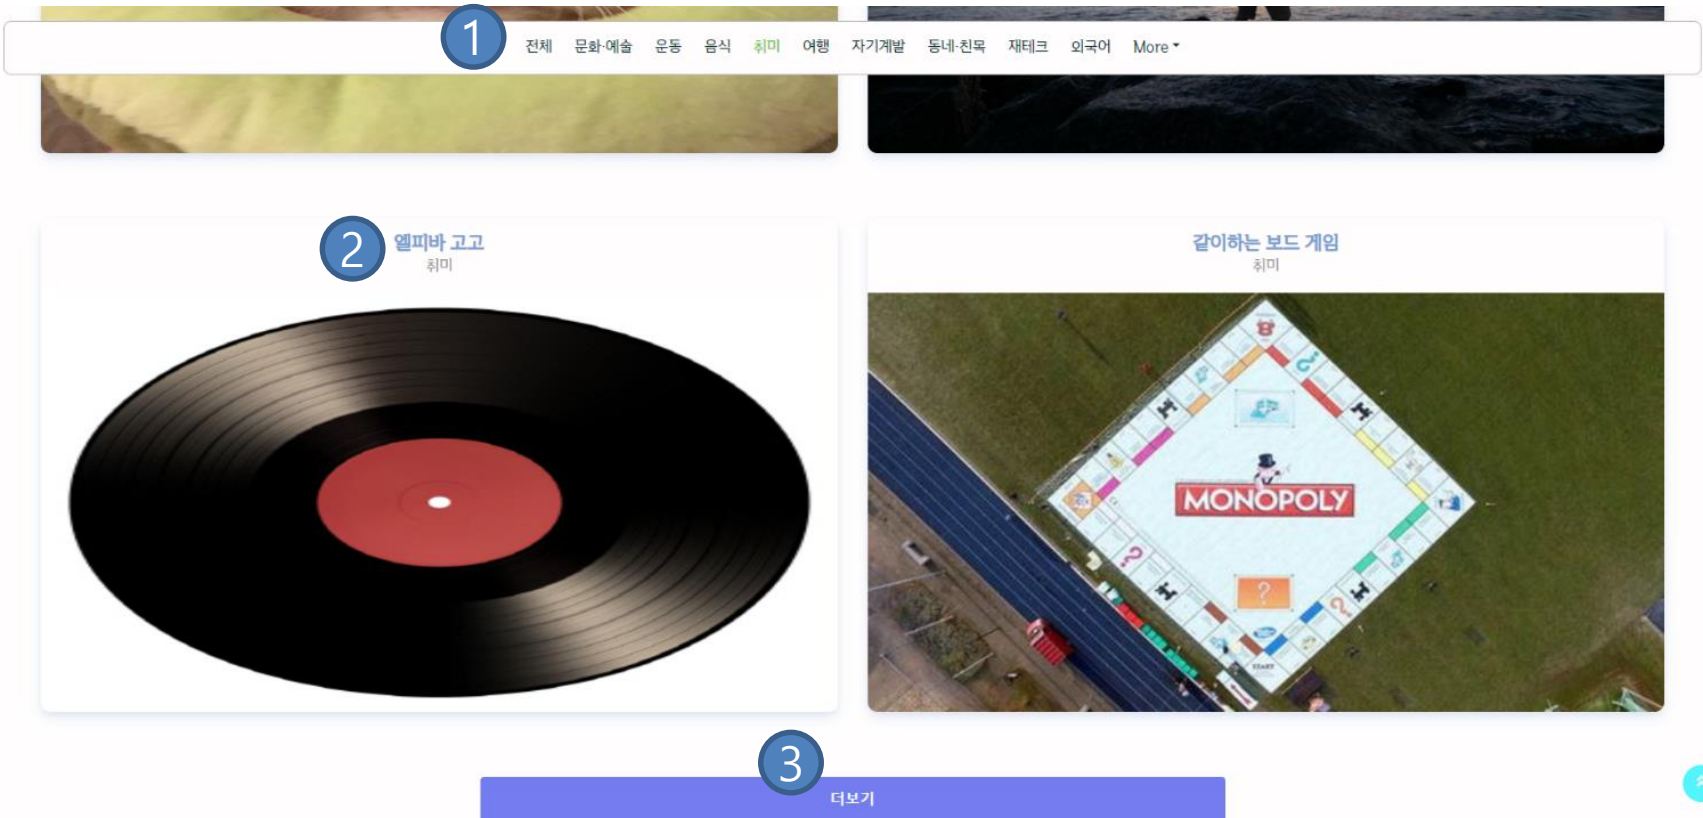 1
전체 문화·예술 운동 음식 취미 여행 자기계발 동네·친목 재테크 외국어 More
2
엘피바 고고
취미
같이하는 보드 게임
취미
MONOPOLY
START
3
더보기